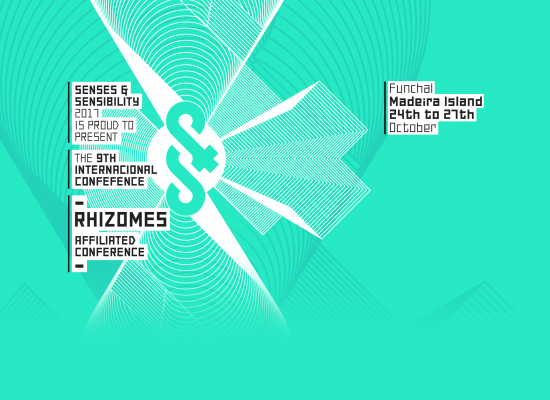 SENSES &
SENSIBILITY
2017
IS PROUD TO
PRESENT
THE 9TH
INTERNACIONAL
CONFEFENCE
–
RHIZOMES
AFFILIATED
CONFERENCE
–
&
Funchal
Madeira Island
24th to 27th
October